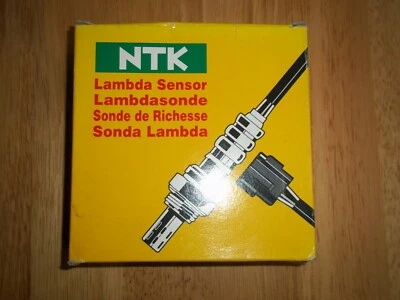 NTK
Lambda Sensor
Lambdasonde
Sonde de Richesse
Sonda Lambda